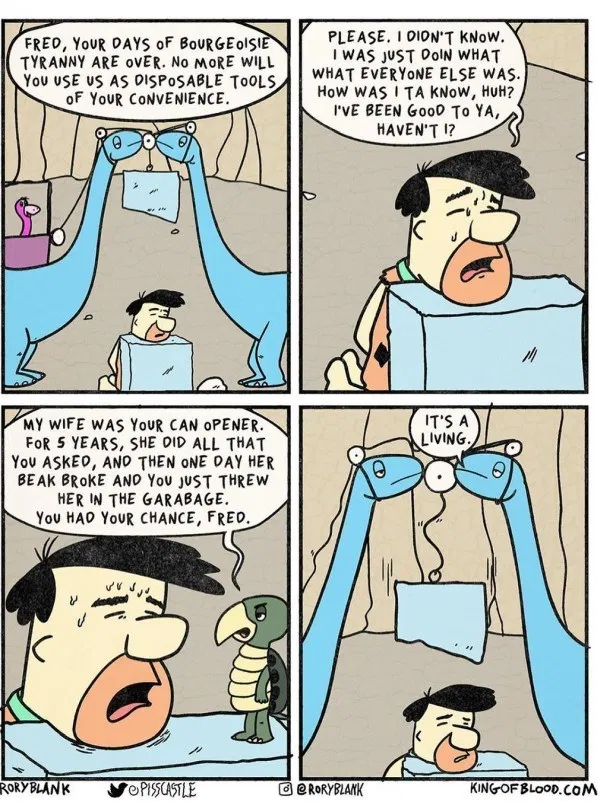 FRED, YOUR DAYS OF BOURGEOISIE
TYRANNY ARE OVER. NO MORE WILL
YOU USE US AS DISPOSABLE TOOLS
OF YOUR CONVENIENCE.
PLEASE. I DIDN'T KNOW.
I WAS JUST DOIN WHAT
WHAT EVERYONE ELSE WAS.
HOW WAS I TA KNOW, HUH?
I'VE BEEN GOOD TO YA,
HAVEN'T I?
MY WIFE WAS YOUR CAN OPENER.
FOR 5 YEARS, SHE DID ALL THAT
YOU ASKED, AND THEN ONE DAY HER
BEAK BROKE AND YOU JUST THREW
HER IN THE GARABAGE.
YOU HAD YOUR CHANCE, FRED.
IT'S A
LIVING.
RORY BLANK
@PISSCASTLE
@RORYBLANK
KINGOFBLOOD.COM